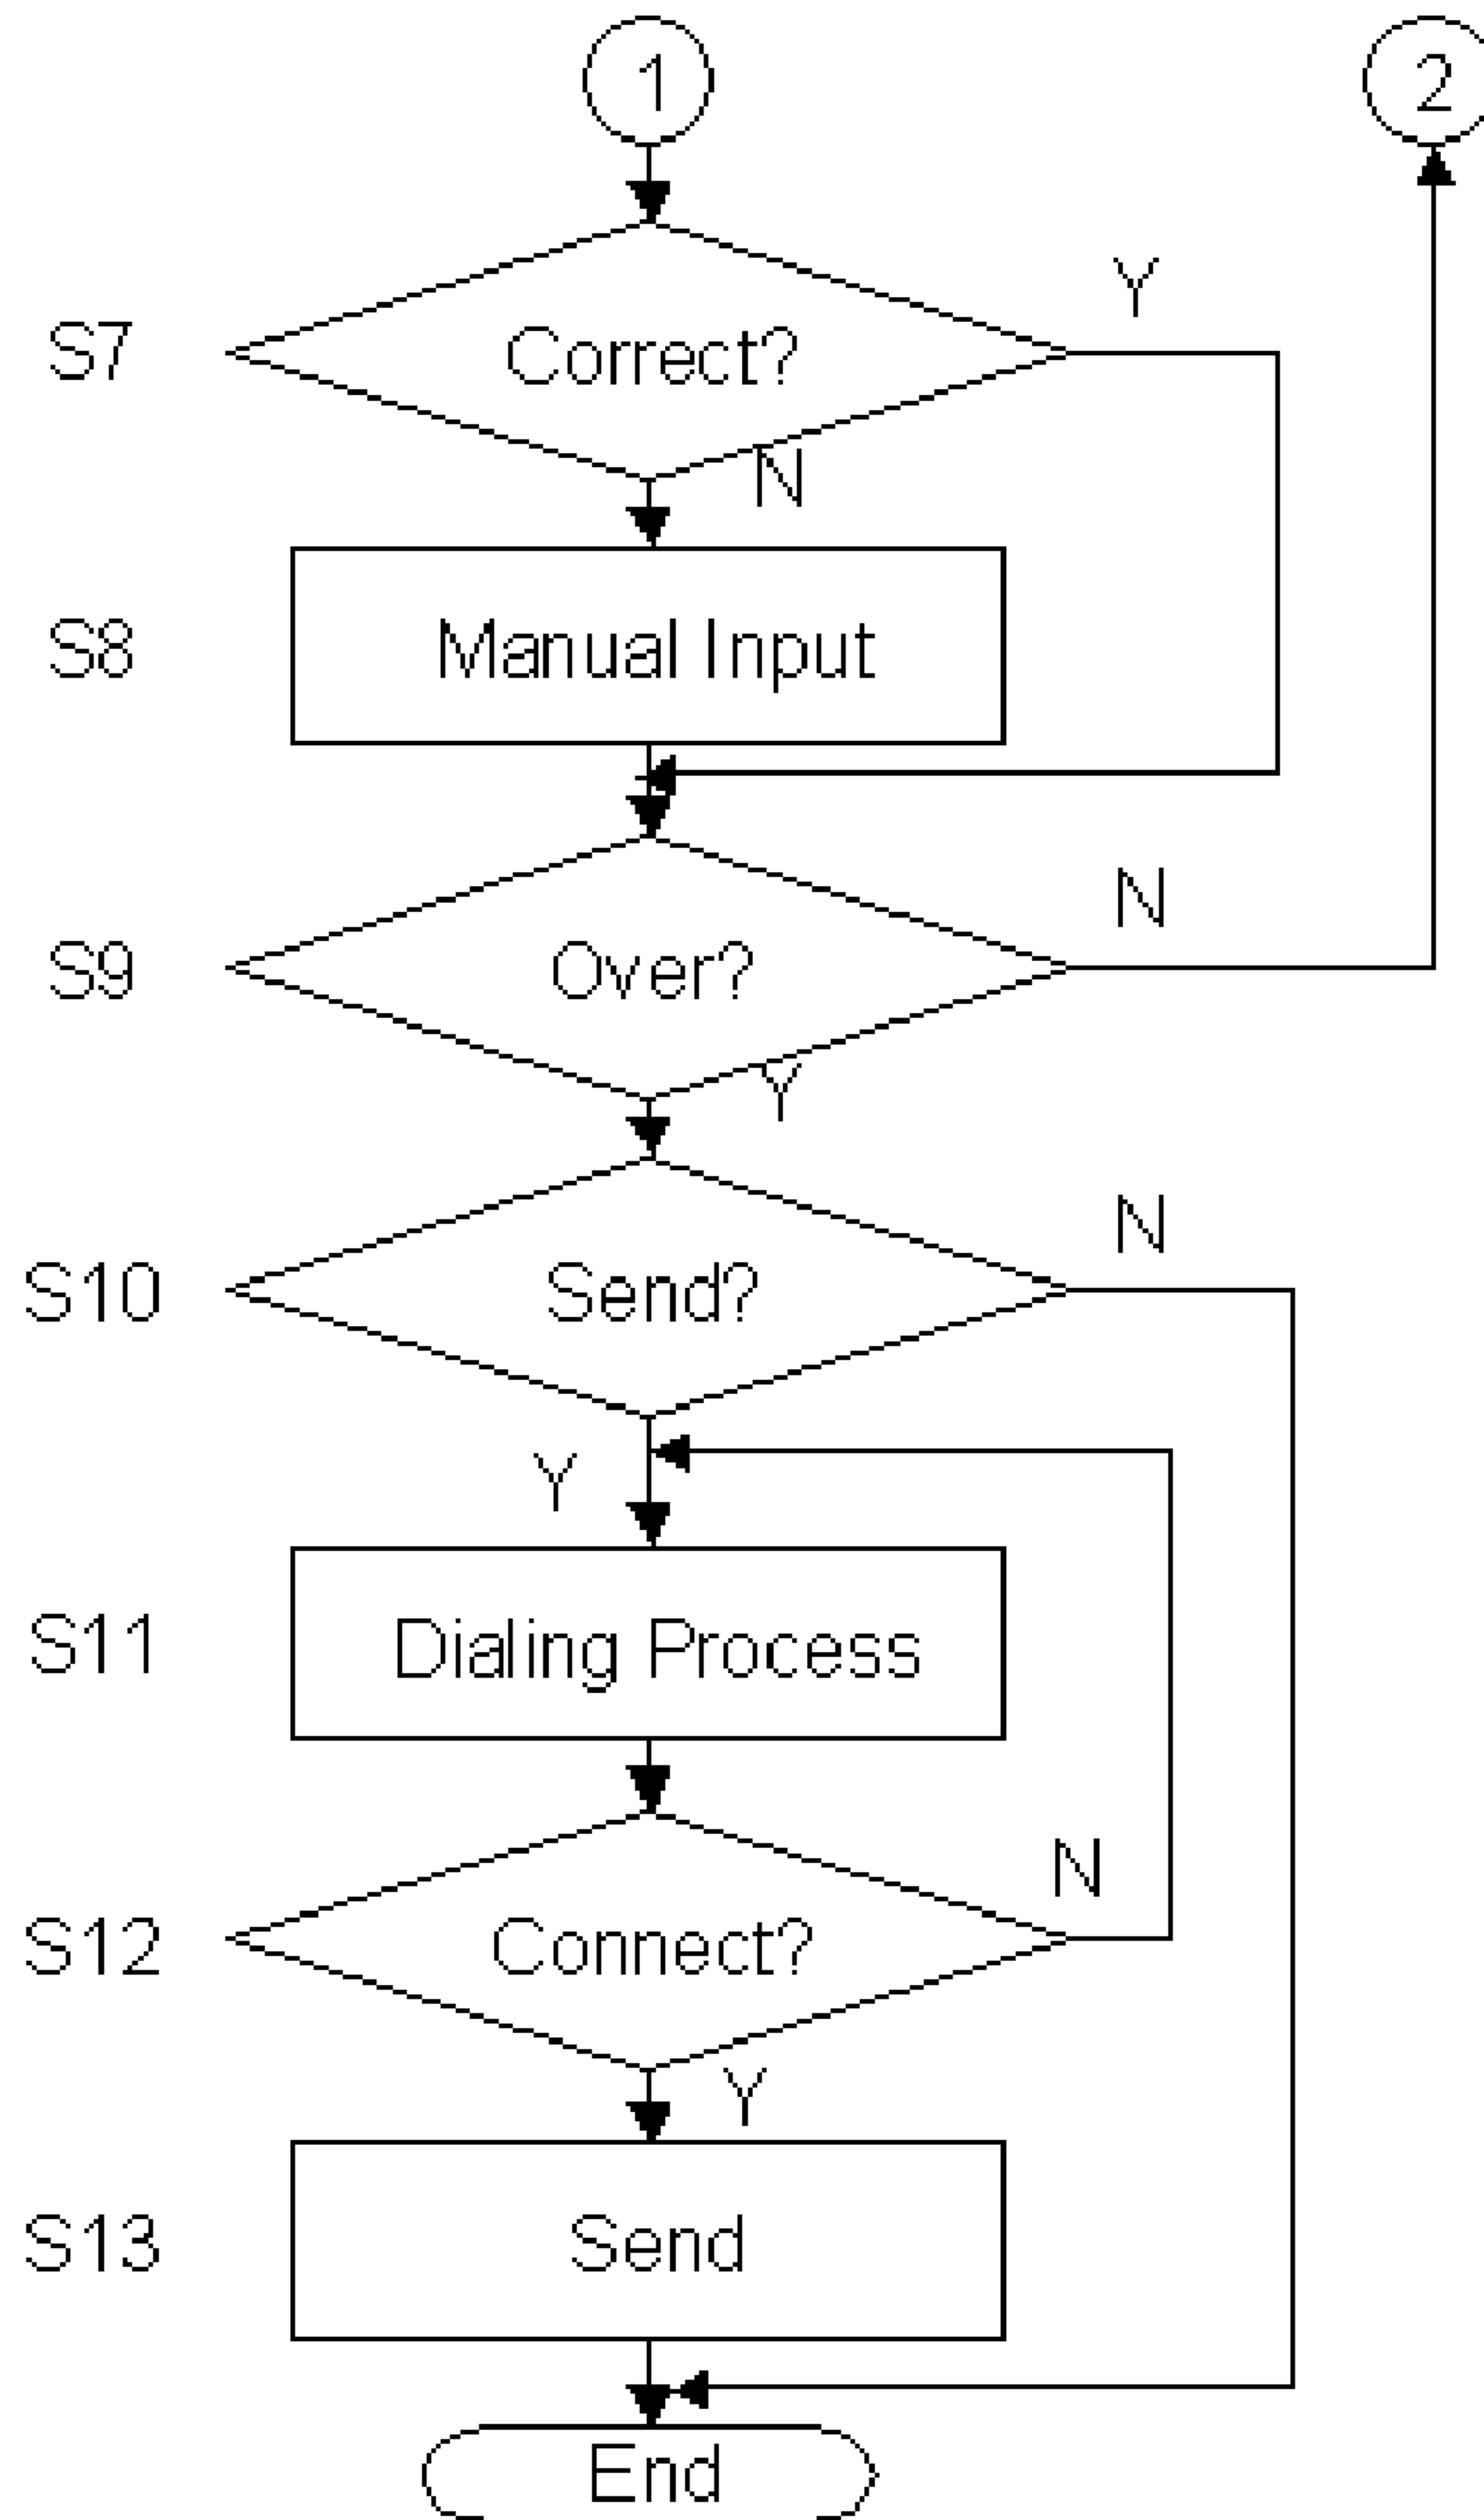 1 2
Y
S7 Correct?
N
S8 Manual Input
N
S9 Over?
Y
N
S10 Send?
Y
S11 Dialing Process
N
S12 Connect?
Y
S13 Send
End